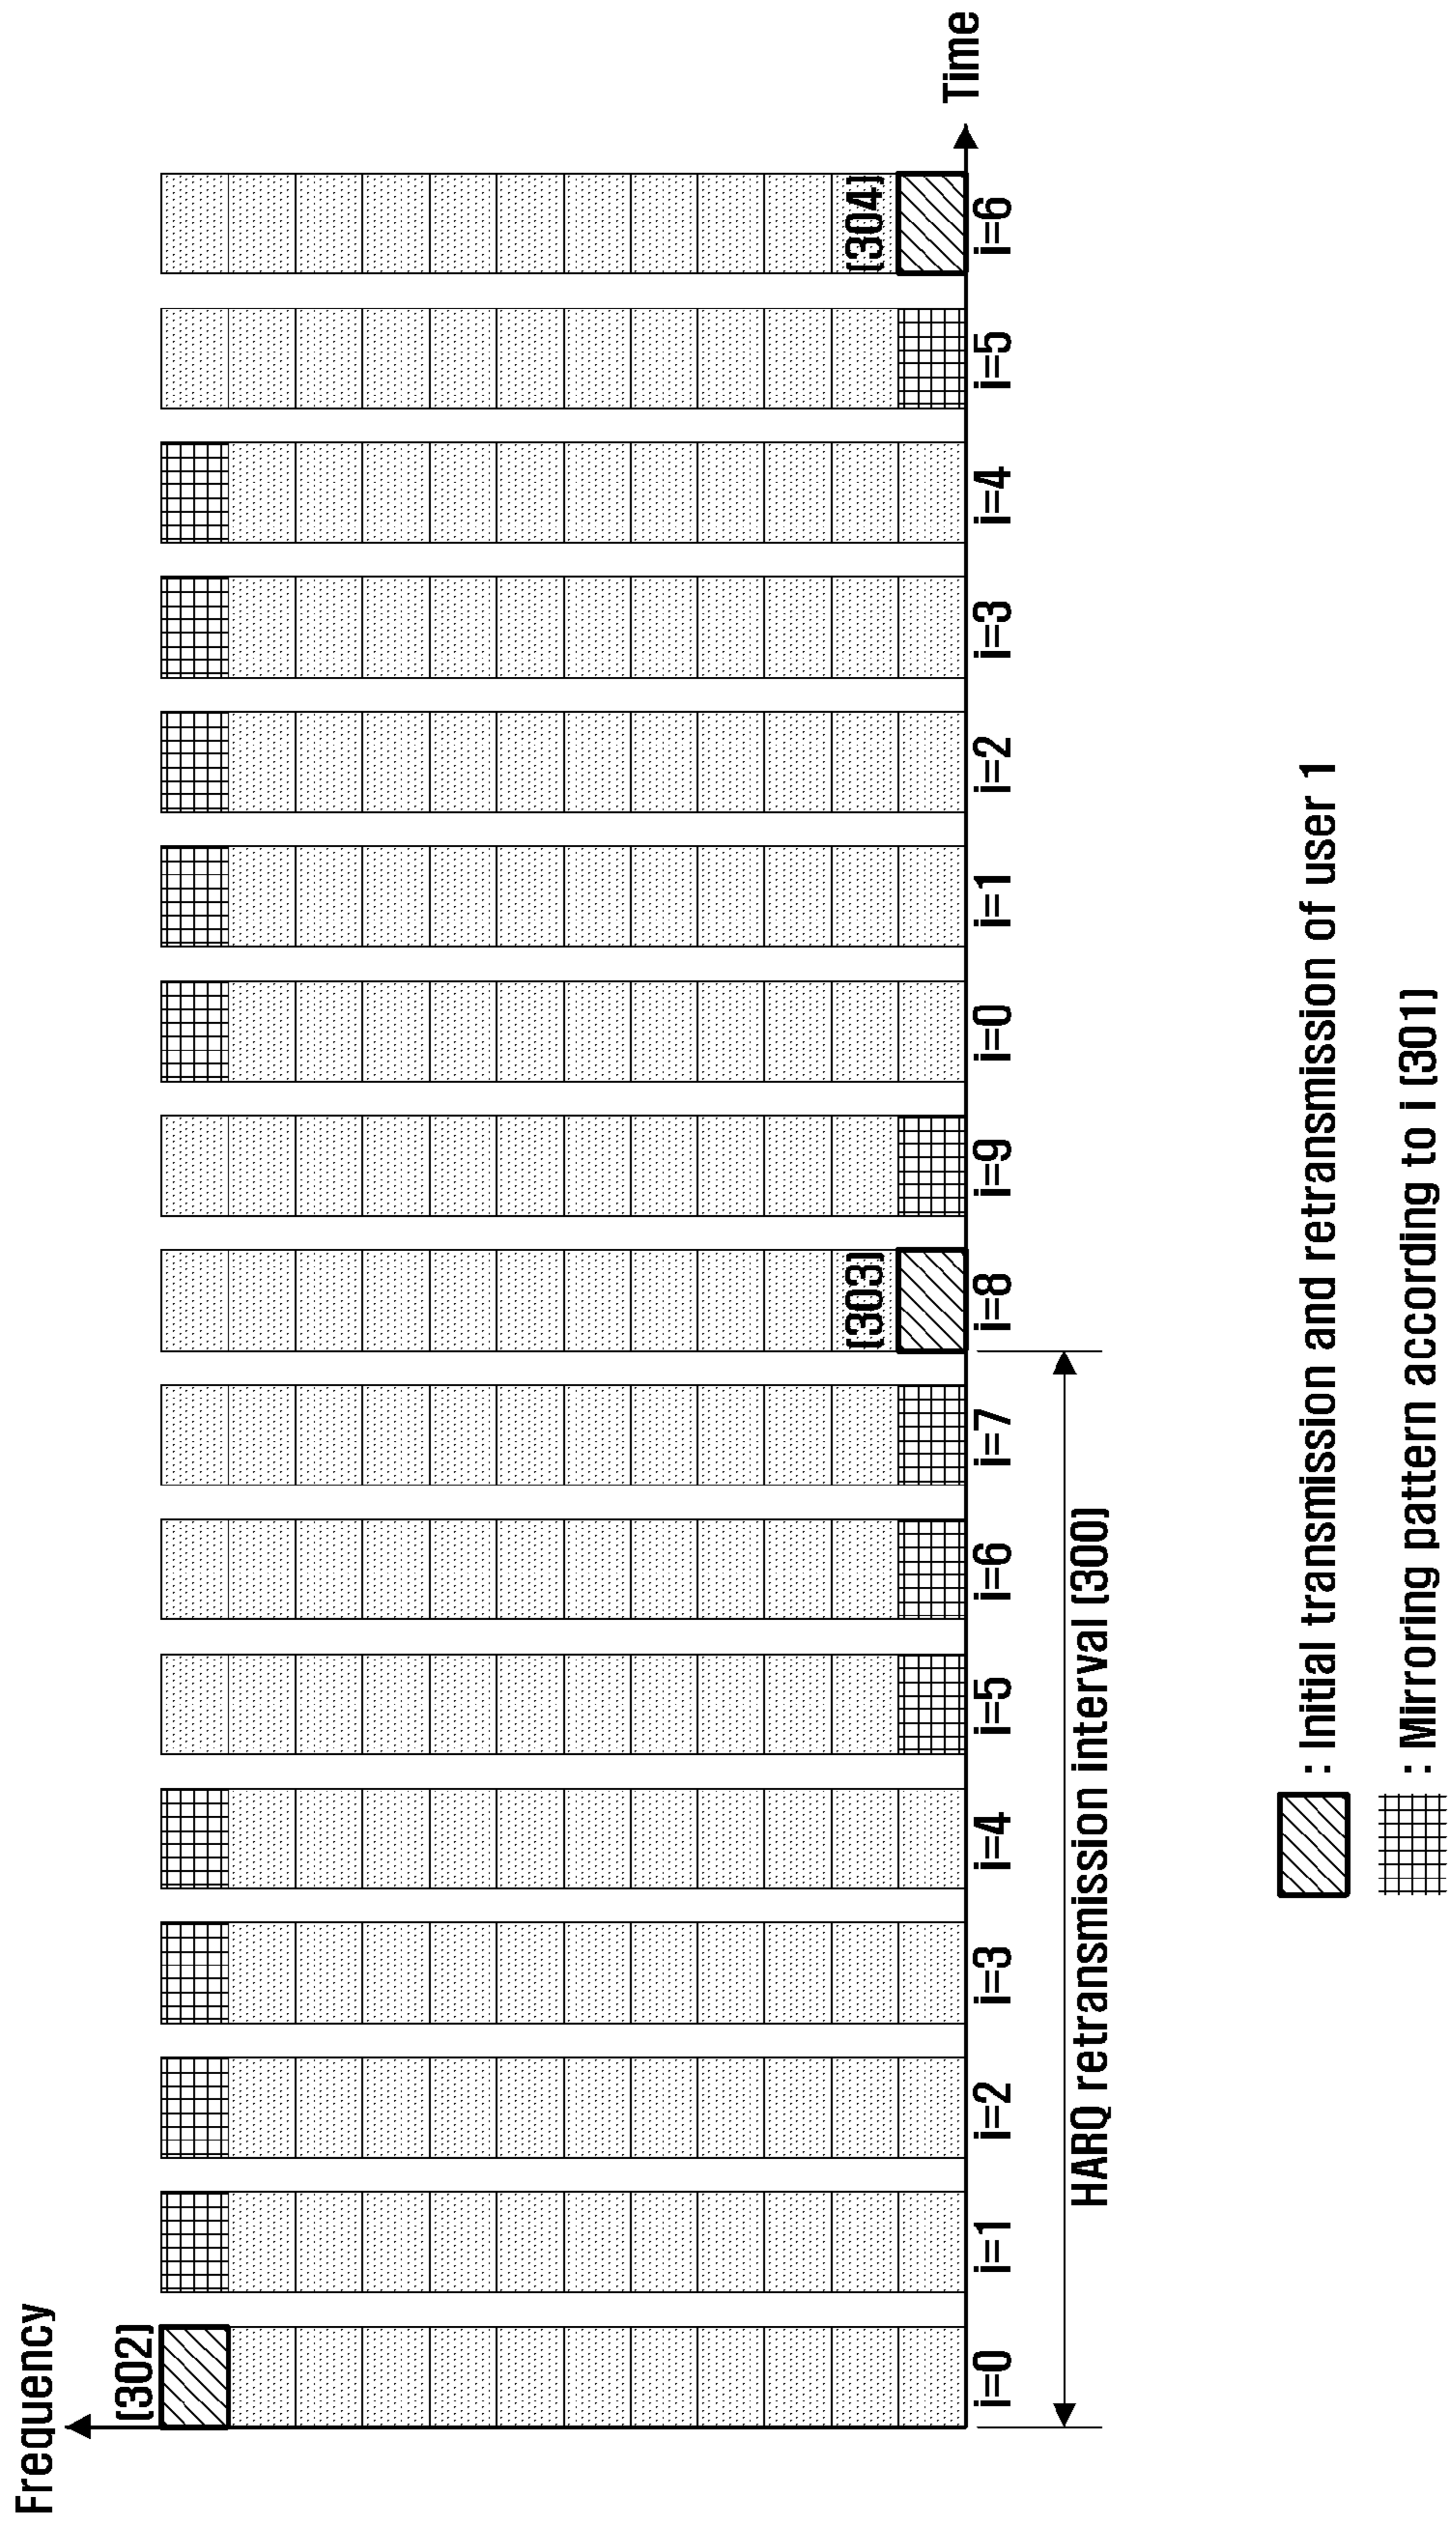 Frequency
(302)
(303)
(304)
i=0
i=1
i=2
i=3
i=4
i=5
i=6
i=7
i=8
i=9
i=0
i=1
i=2
i=3
i=4
i=5
i=6
Time
HARQ retransmission interval (300)
: Initial transmission and retransmission of user 1
: Mirroring pattern according to i (301)